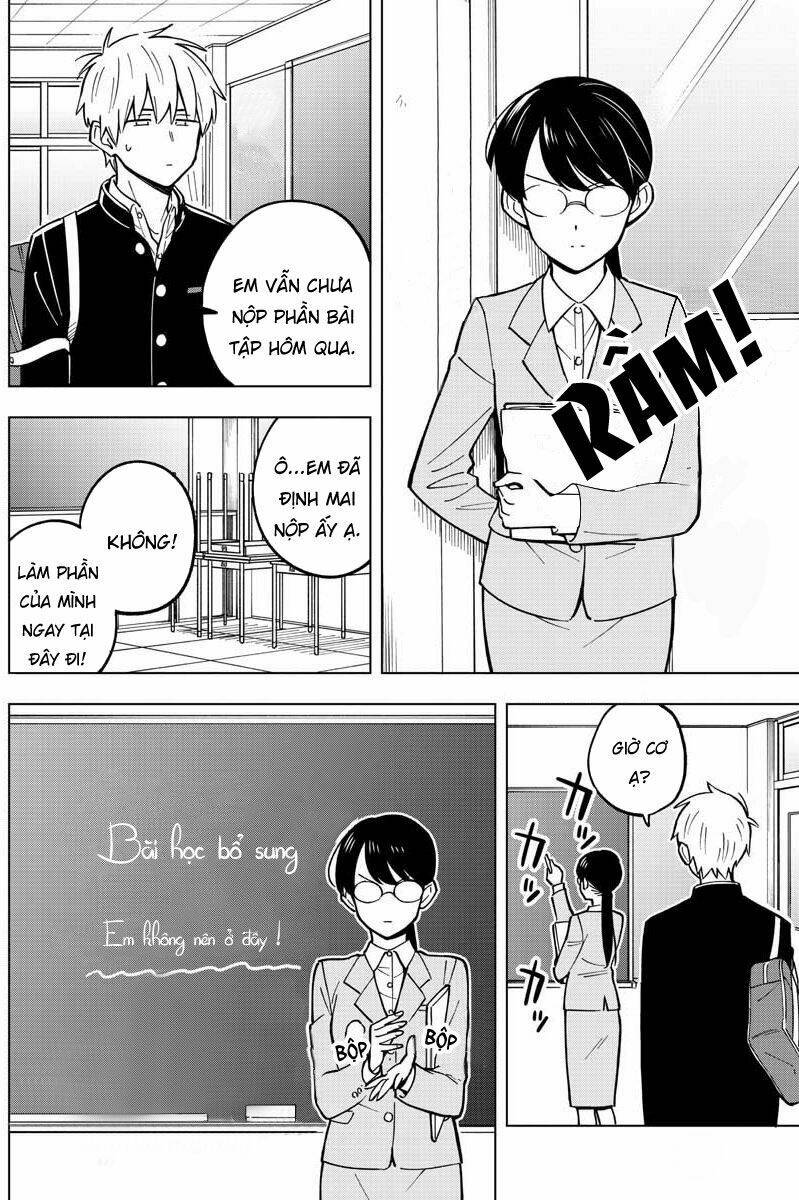 RẦM!
EM VẪN CHƯA
NỘP PHẦN BÀI
TẬP HÔM QUA.
Ô...EM ĐÃ
ĐỊNH MAI
NỘP ẤY Ạ.
KHÔNG!
LÀM PHẦN
CỦA MÌNH
NGAY TẠI
ĐÂY ĐI!
GIỜ CƠ
Ạ?
カッ
カッ
カッ
Bài học bổ sung
Em không nên ở đây !
BỘP
BỘP